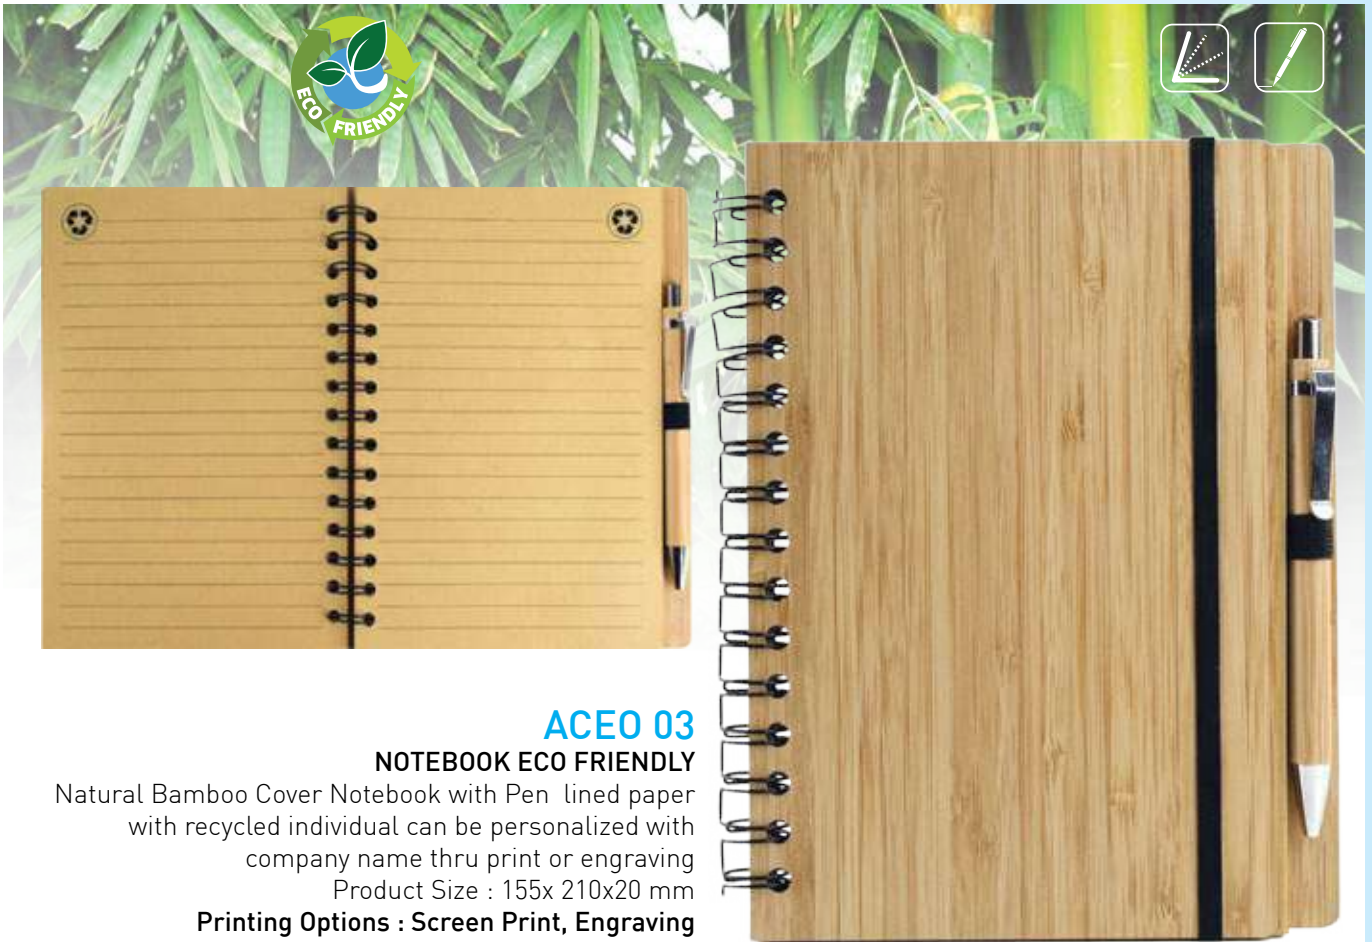 ECO FRIENDLY
ACEO 03
NOTEBOOK ECO FRIENDLY
Natural Bamboo Cover Notebook with Pen lined paper
with recycled individual can be personalized with
company name thru print or engraving
Product Size : 155x 210x20 mm
Printing Options : Screen Print, Engraving